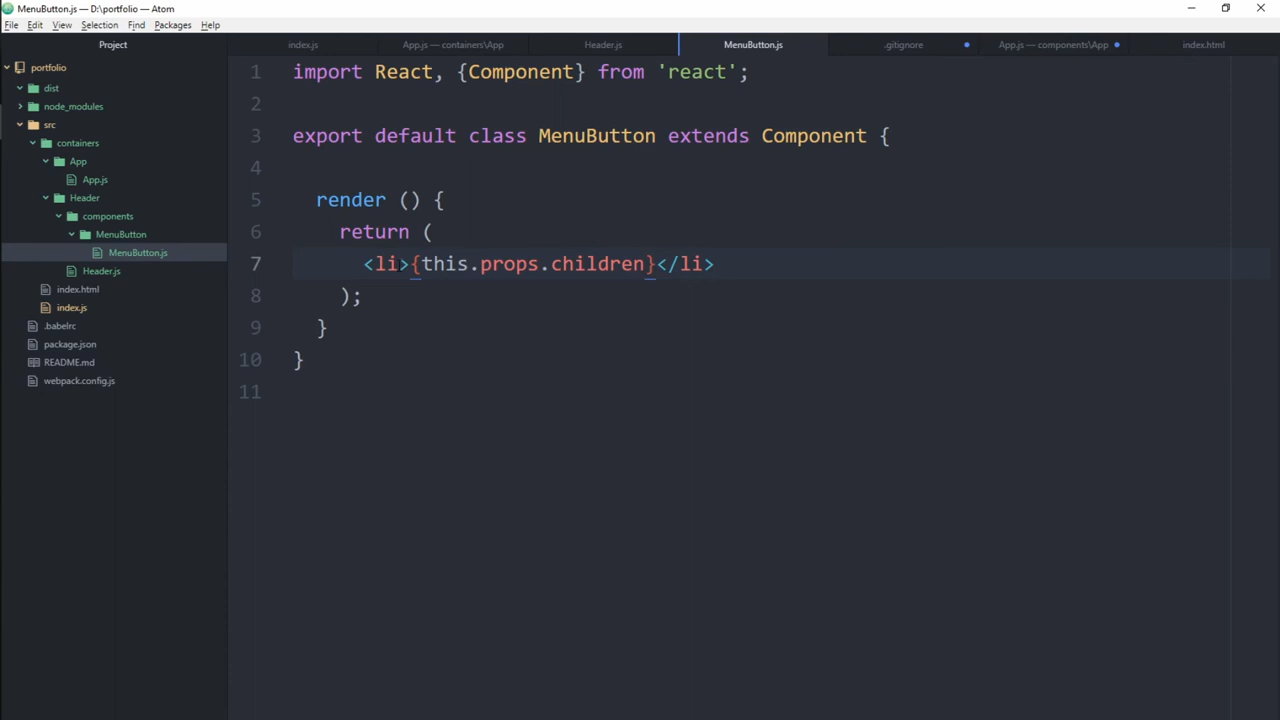 MenuButton.js — D:\portfolio — Atom
File Edit View Selection Find Packages Help
Project
index.js
App.js — containers\App
Header.js
MenuButton.js
.gitignore
App.js — components\App
index.html
portfolio
dist
node_modules
src
containers
App
App.js
Header
components
MenuButton
MenuButton.js
Header.js
index.html
index.js
.babelrc
package.json
README.md
webpack.config.js
1 import React, {Component} from 'react';
2
3 export default class MenuButton extends Component {
4
5 render () {
6 return (
7 <li>{this.props.children}</li>
8 );
9 }
10 }
11